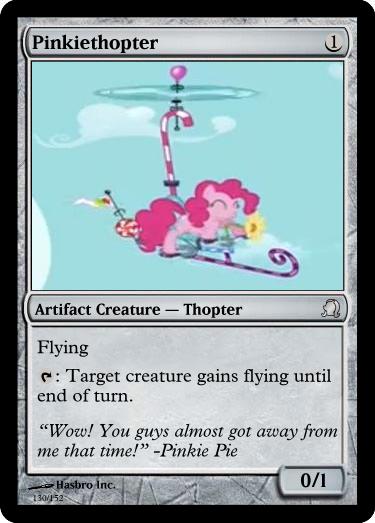 Pinkiethopter 1
Artifact Creature — Thopter
Flying
: Target creature gains flying until
end of turn.
“Wow! You guys almost got away from
me that time!” -Pinkie Pie
0/1
Hasbro Inc.
130/152